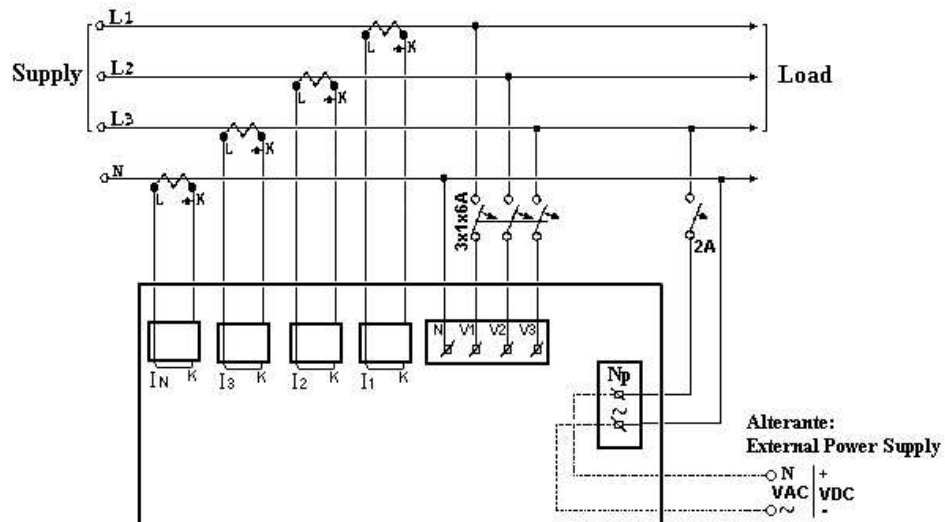 L1
L K
L2
Supply
Load
L K
L3
L K
N
L K
3x1x6A
2A
N V1 V2 V3
IN K I3 K I2 K I1 K
Np
~
Alterante:
External Power Supply
N +
VAC VDC
~ -